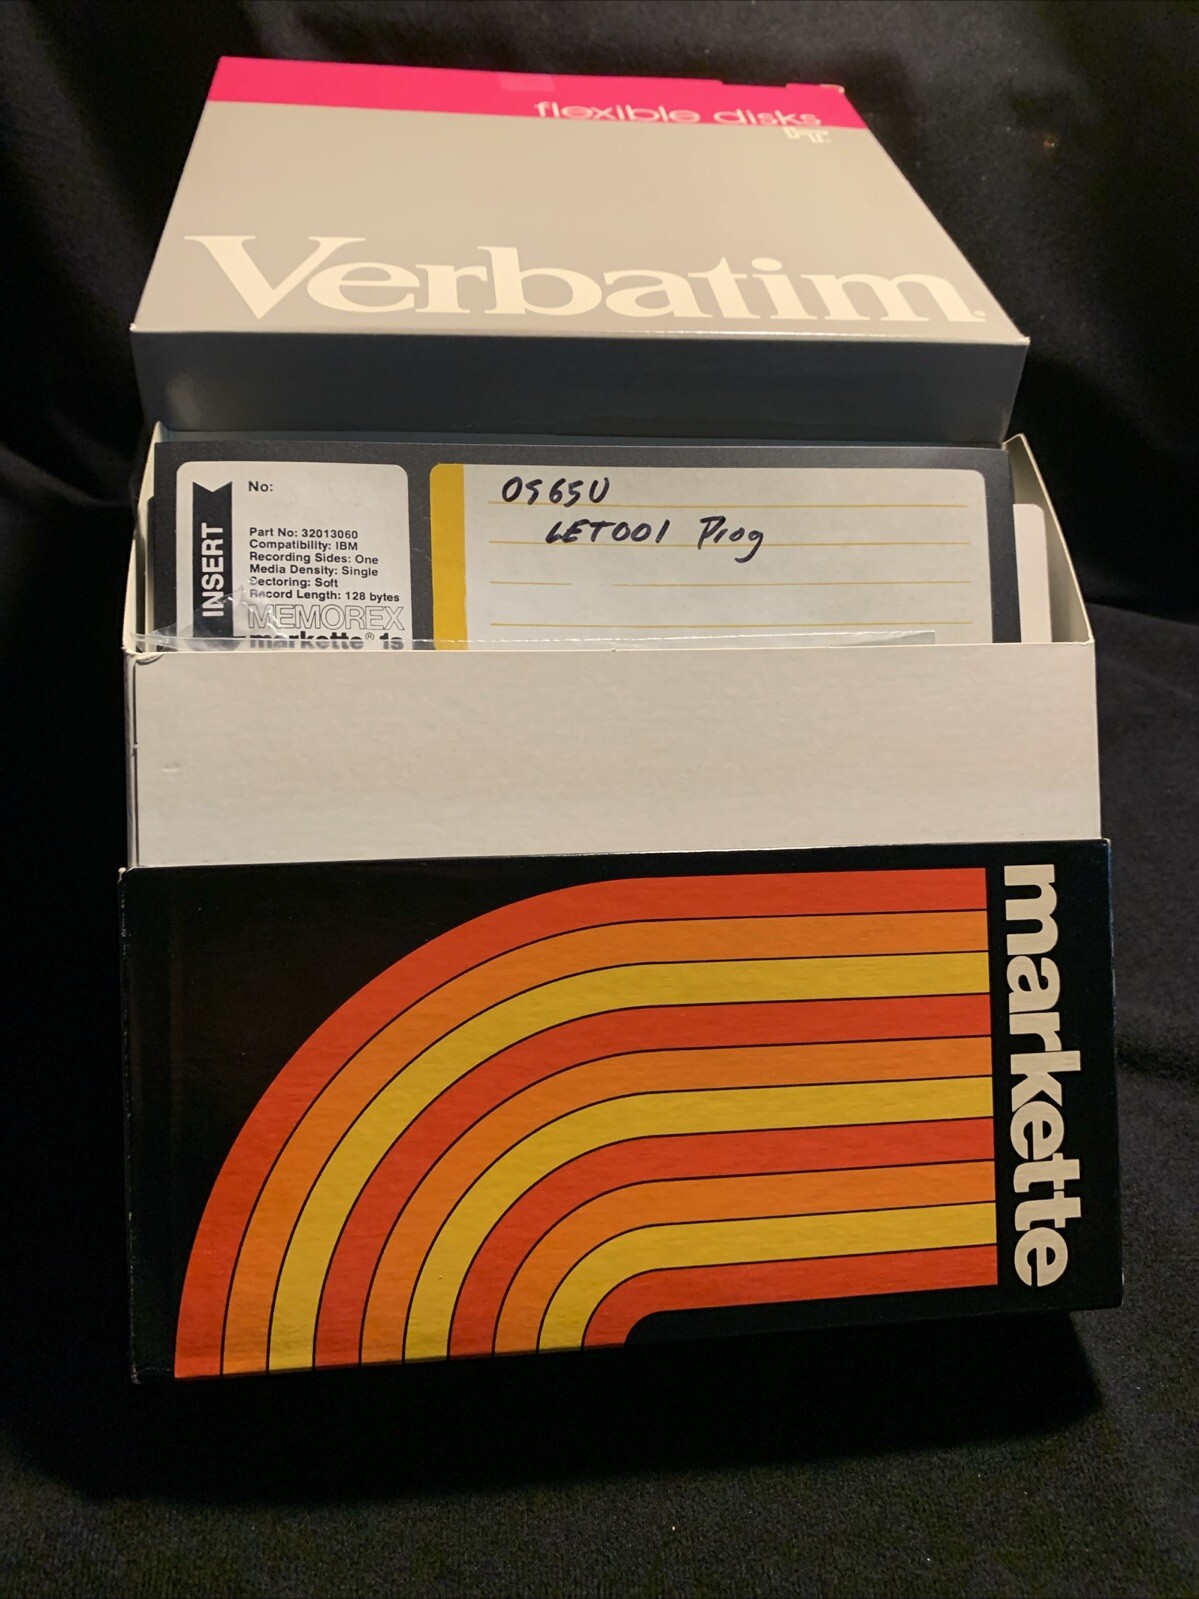 flexible disks
Verbatim
INSERT
No:
Part No: 32013060
Compatibility: IBM
Recording Sides: One
Media Density: Single
Sectoring: Soft
Record Length: 128 bytes
MEMOREX
markette® 1s
OS65U
LET001 Prog
markette